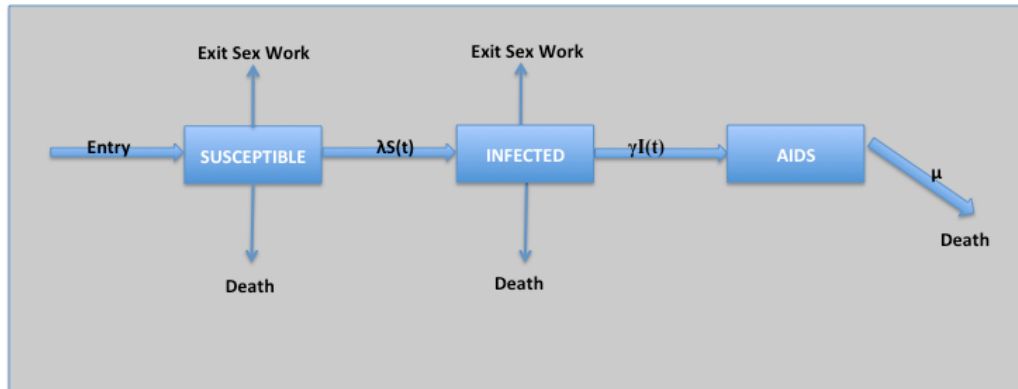 Exit Sex Work
Exit Sex Work
Entry
SUSCEPTIBLE
λS(t)
INFECTED
γI(t)
AIDS
μ
Death
Death
Death